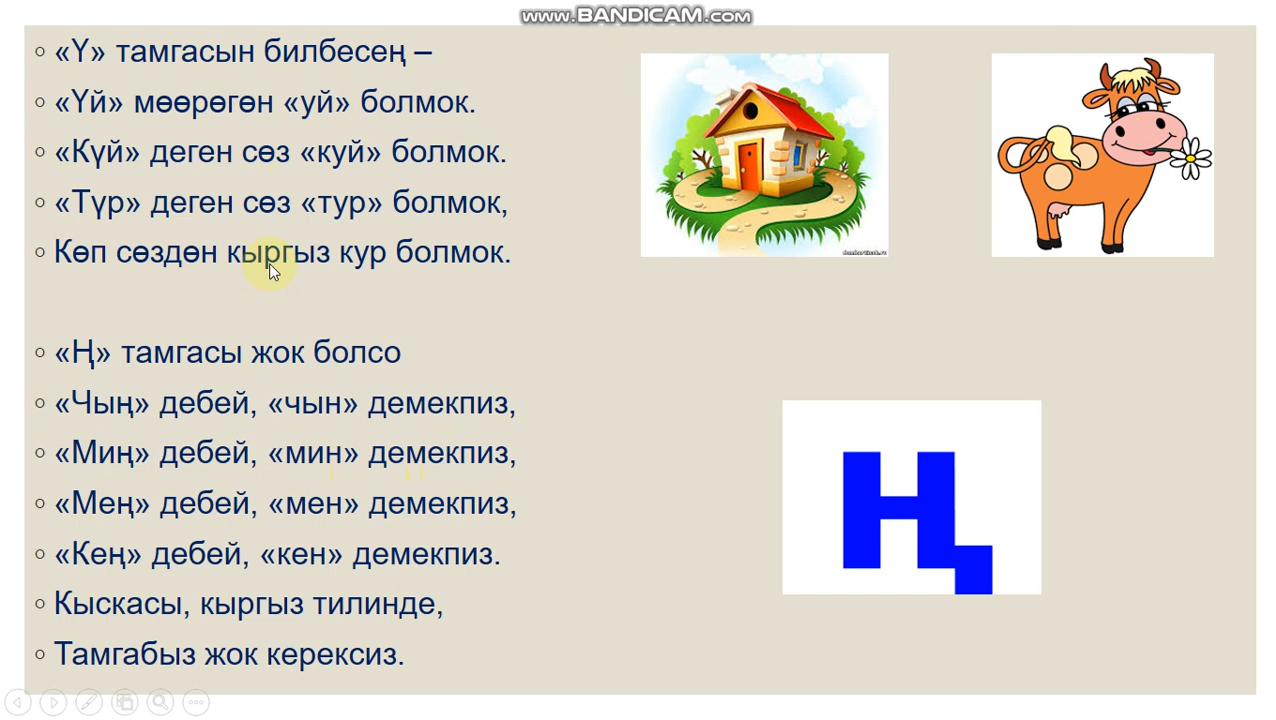 www.BANDICAM.com
«Ү» тамгасын билбесең –
«Үй» мөөрөгөн «уй» болмок.
«Күй» деген сөз «куй» болмок.
«Түр» деген сөз «тур» болмок,
Көп сөздөн кыргыз кур болмок.
«Ң» тамгасы жок болсо
«Чың» дебей, «чын» демекпиз,
«Миң» дебей, «мин» демекпиз,
«Мең» дебей, «мен» демекпиз,
«Кең» дебей, «кен» демекпиз.
Кыскасы, кыргыз тилинде,
Тамгабыз жок керексиз.
Ң